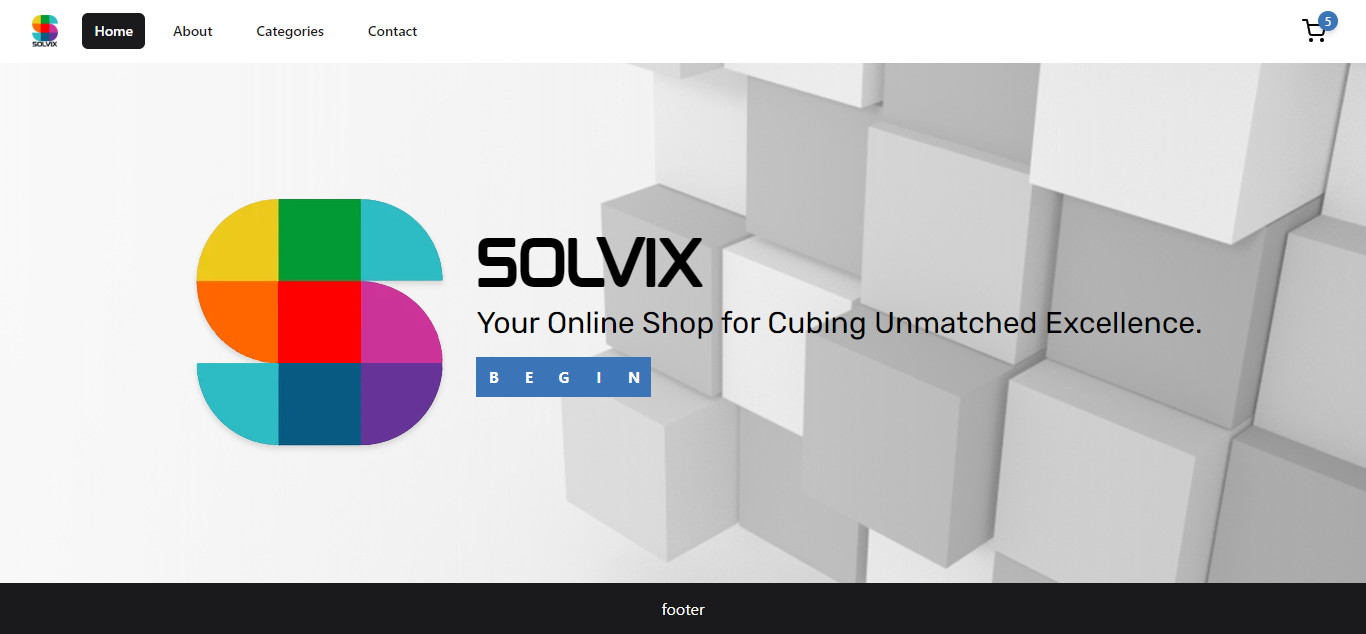 SOLVIX
Home
About
Categories
Contact
5
SOLVIX
Your Online Shop for Cubing Unmatched Excellence.
BEGIN
footer